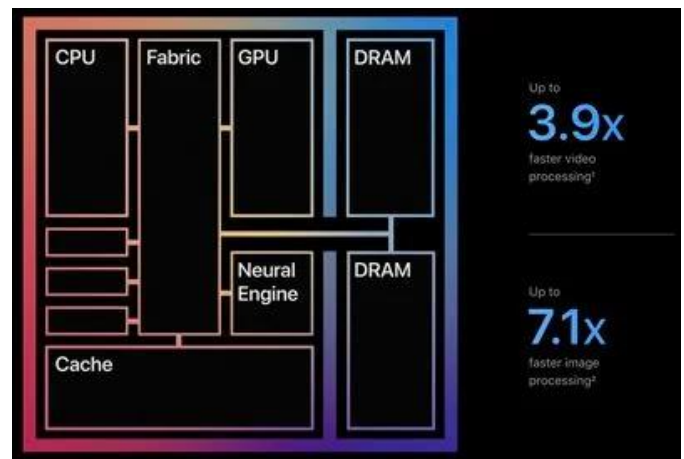 CPU
Fabric
GPU
DRAM
Neural
Engine
DRAM
Cache
Up to
3.9x
faster video
processing¹
Up to
7.1x
faster image
processing²